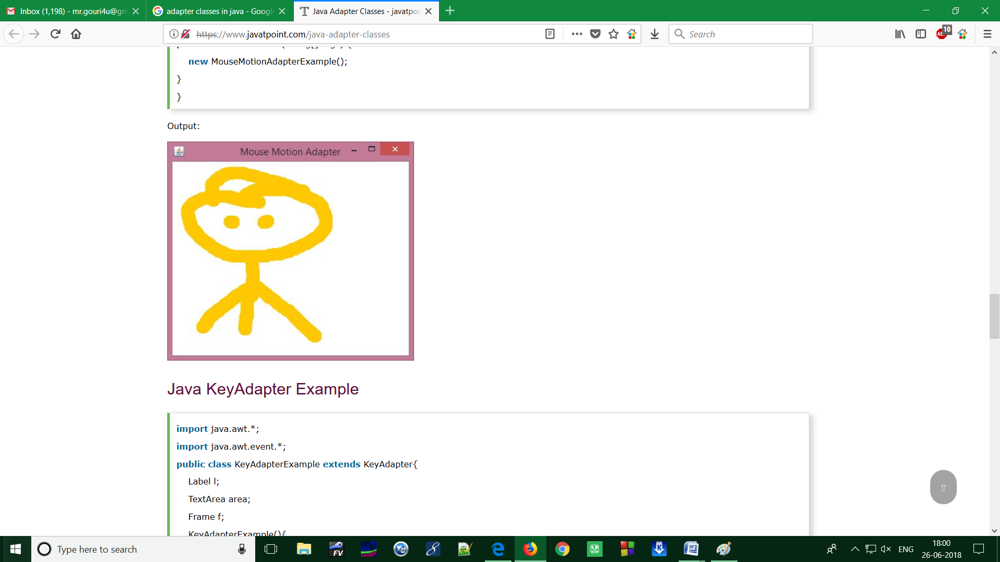 Inbox (1,198) - mr.gouri4u@gm
adapter classes in java - Googl
Java Adapter Classes - javatpoi
https://www.javatpoint.com/java-adapter-classes
Search
ABP
10
new MouseMotionAdapterExample();
}
}
Output:
Mouse Motion Adapter
Java KeyAdapter Example
import java.awt.*;
import java.awt.event.*;
public class KeyAdapterExample extends KeyAdapter{
Label l;
TextArea area;
Frame f;
KeyAdapterExample(){
Type here to search
FV
ENG
18:00
26-06-2018